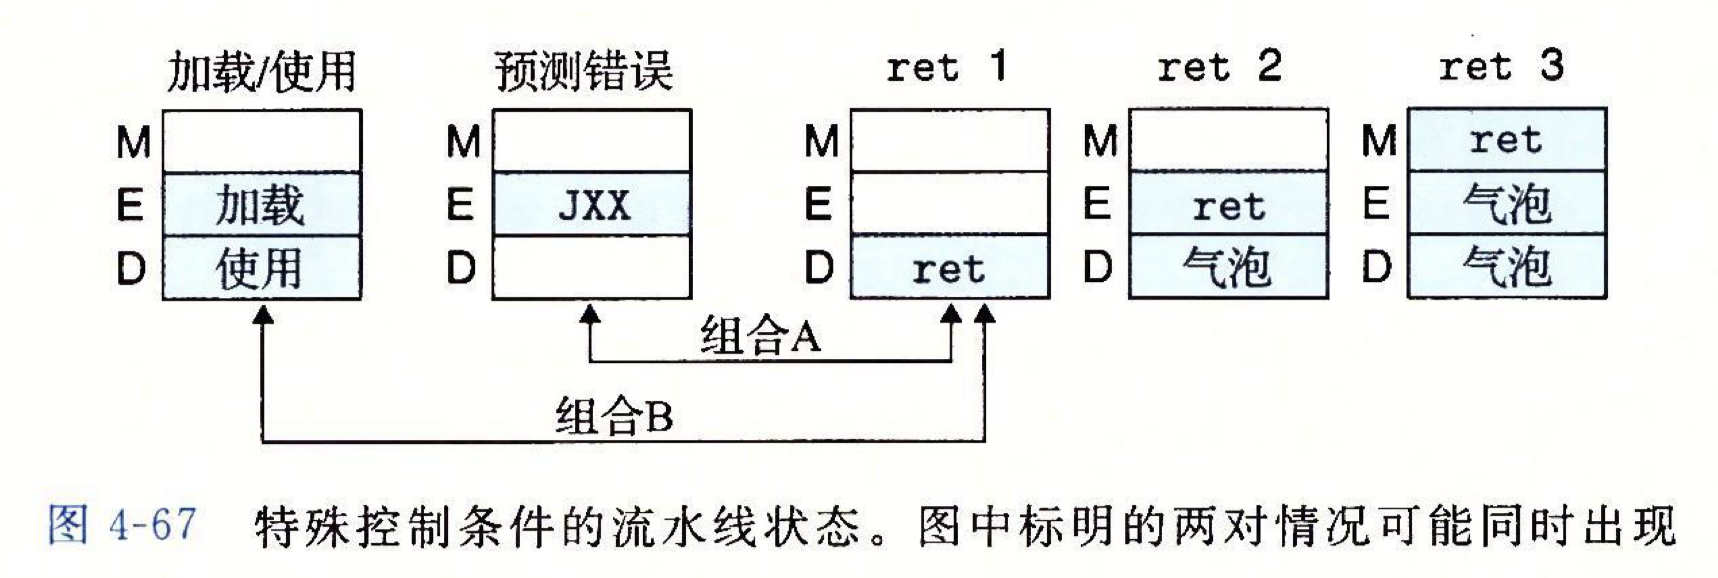 加载/使用 预测错误 ret 1 ret 2 ret 3
M M M M M ret
E 加载 E JXX E E ret E 气泡
D 使用 D D ret D 气泡 D 气泡
组合A
组合B
图 4-67 特殊控制条件的流水线状态。图中标明的两对情况可能同时出现